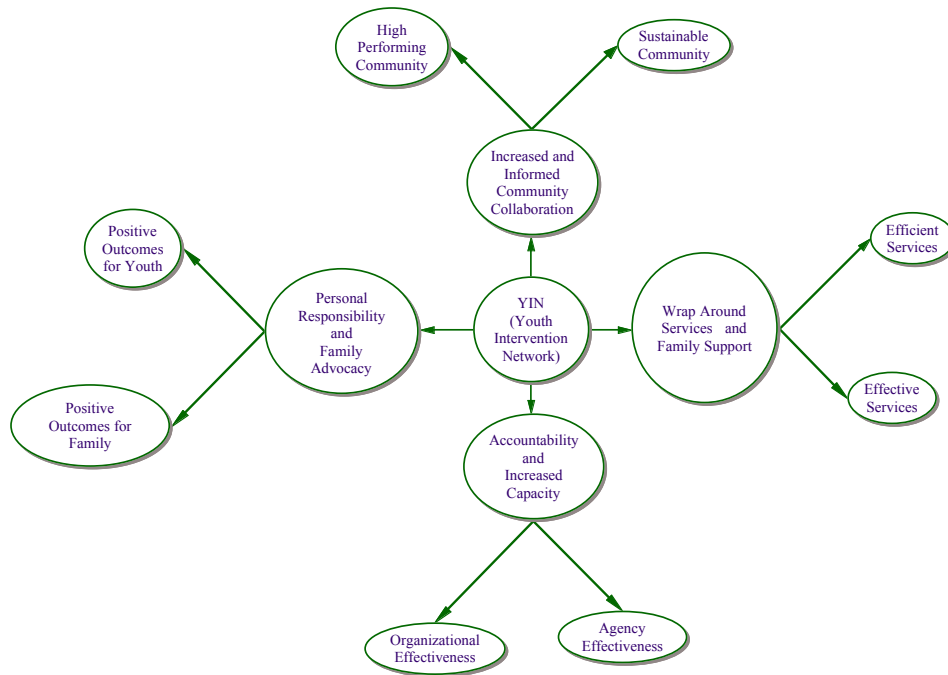 High
Performing
Community
Sustainable
Community
Increased and
Informed
Community
Collaboration
Positive
Outcomes
for Youth
Efficient
Services
Personal
Responsibility
and
Family
Advocacy
YIN
(Youth
Intervention
Network)
Wrap Around
Services and
Family Support
Positive
Outcomes for
Family
Effective
Services
Accountability
and
Increased
Capacity
Organizational
Effectiveness
Agency
Effectiveness